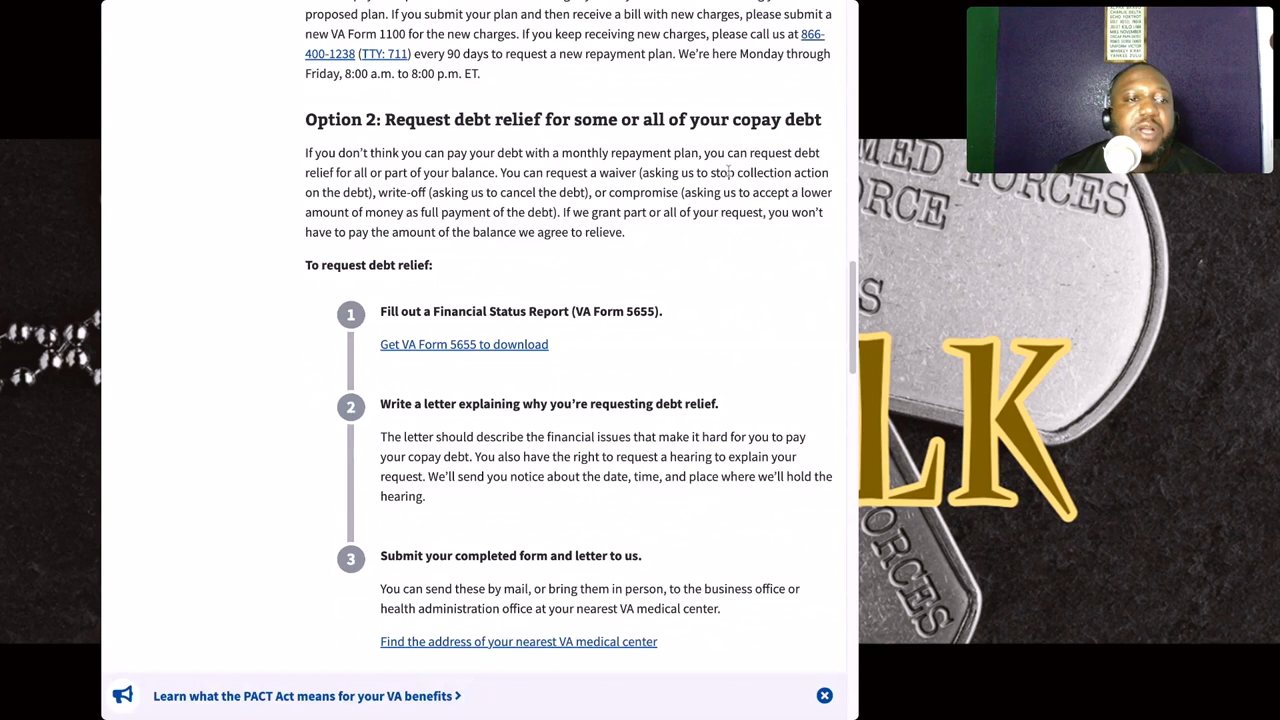 proposed plan. If you submit your plan and then receive a bill with new charges, please submit a
new VA Form 1100 for the new charges. If you keep receiving new charges, please call us at 866-
400-1238 (TTY: 711) every 90 days to request a new repayment plan. We're here Monday through
Friday, 8:00 a.m. to 8:00 p.m. ET.
Option 2: Request debt relief for some or all of your copay debt
If you don't think you can pay your debt with a monthly repayment plan, you can request debt
relief for all or part of your balance. You can request a waiver (asking us to stop collection action
on the debt), write-off (asking us to cancel the debt), or compromise (asking us to accept a lower
amount of money as full payment of the debt). If we grant part or all of your request, you won't
have to pay the amount of the balance we agree to relieve.
To request debt relief:
1
Fill out a Financial Status Report (VA Form 5655).
Get VA Form 5655 to download
2
Write a letter explaining why you're requesting debt relief.
The letter should describe the financial issues that make it hard for you to pay
your copay debt. You also have the right to request a hearing to explain your
request. We'll send you notice about the date, time, and place where we'll hold the
hearing.
3
Submit your completed form and letter to us.
You can send these by mail, or bring them in person, to the business office or
health administration office at your nearest VA medical center.
Find the address of your nearest VA medical center
Learn what the PACT Act means for your VA benefits >
MED FORCES
ORCE
ES
LK
FORCES